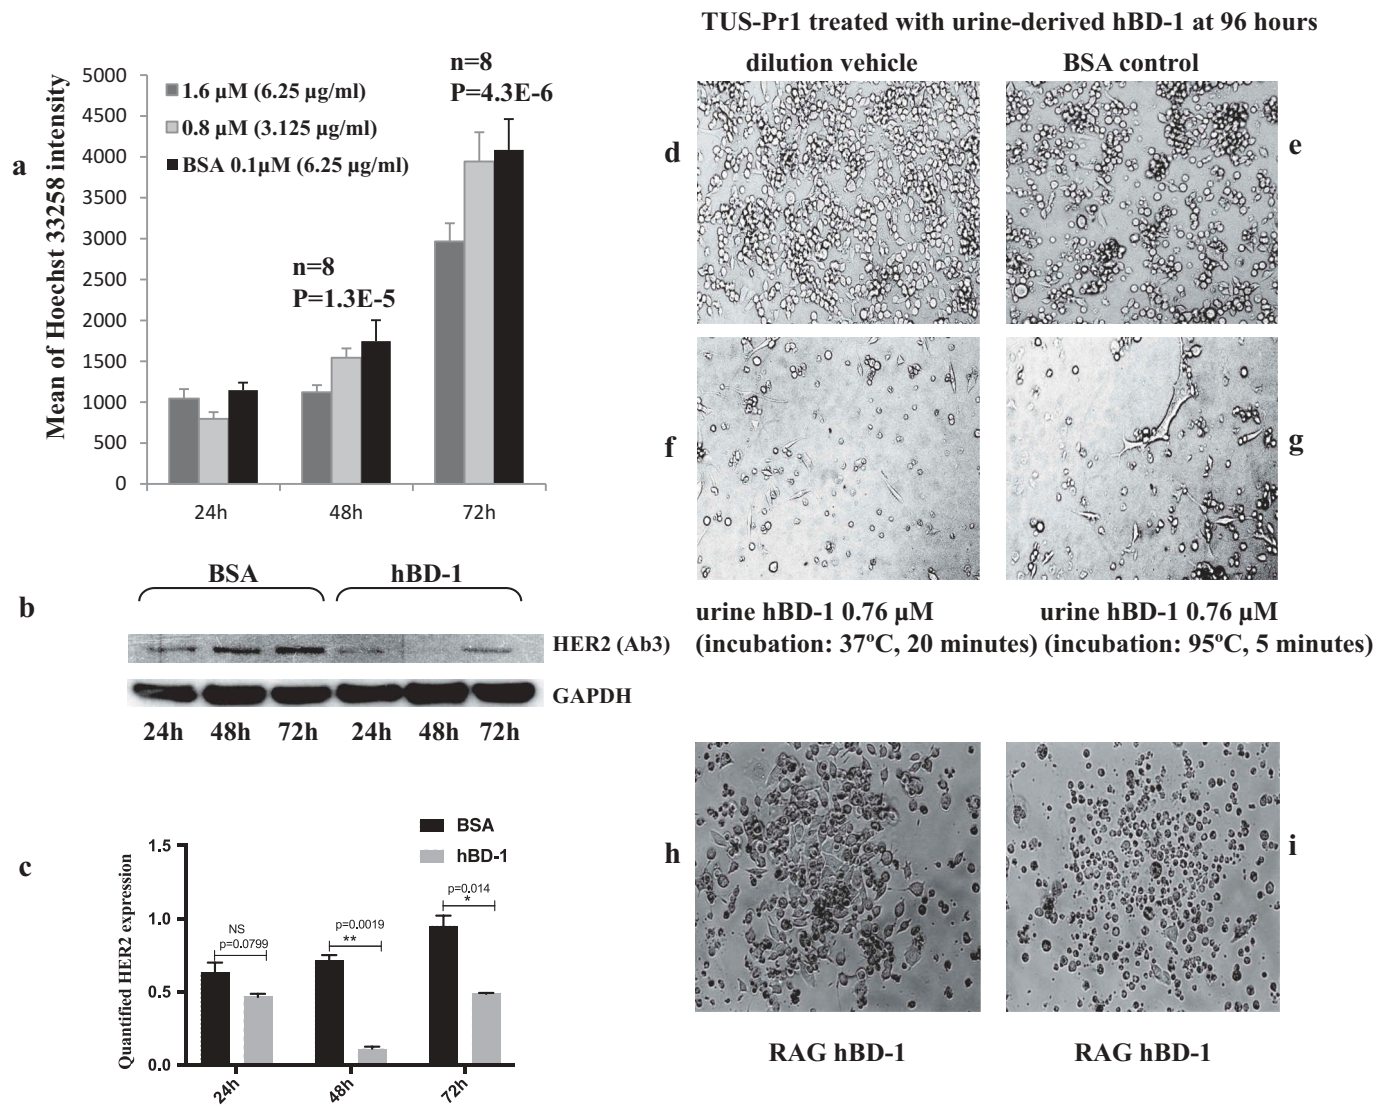 TUS-Pr1 treated with urine-derived hBD-1 at 96 hours
dilution vehicle
BSA control
a
Mean of Hoechst 33258 intensity
5000
4500
4000
3500
3000
2500
2000
1500
1000
500
0
1.6 µM (6.25 µg/ml)
0.8 µM (3.125 µg/ml)
BSA 0.1µM (6.25 µg/ml)
n=8
P=1.3E-5
n=8
P=4.3E-6
24h
48h
72h
d
e
f
g
urine hBD-1 0.76 µM
(incubation: 37ºC, 20 minutes)
urine hBD-1 0.76 µM
(incubation: 95ºC, 5 minutes)
b
BSA
hBD-1
HER2 (Ab3)
GAPDH
24h
48h
72h
24h
48h
72h
c
Quantified HER2 expression
1.5
1.0
0.5
0.0
BSA
hBD-1
NS
p=0.0799
p=0.0019
**
p=0.014
*
24h
48h
72h
h
i
RAG hBD-1
RAG hBD-1